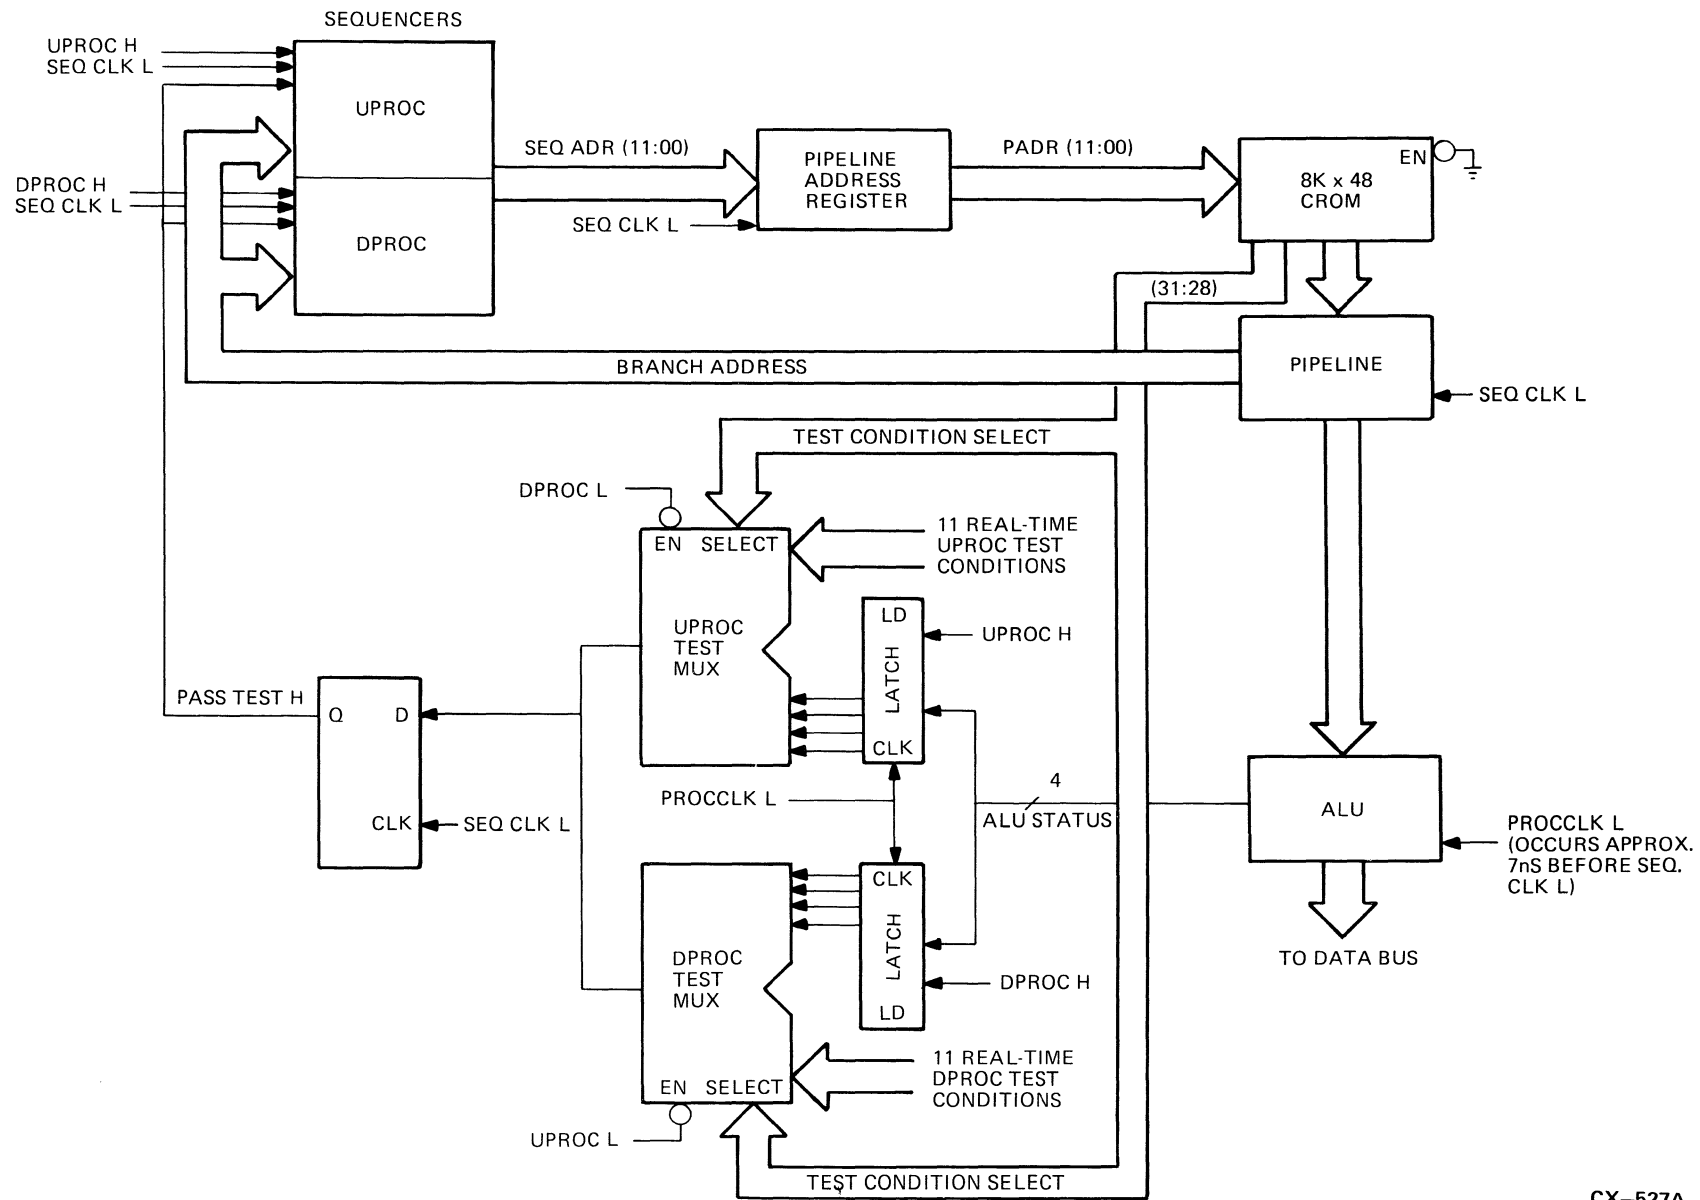 SEQUENCERS
UPROC H
SEQ CLK L
UPROC
DPROC H
SEQ CLK L
DPROC
SEQ ADR (11:00)
PIPELINE
ADDRESS
REGISTER
SEQ CLK L
PADR (11:00)
EN
8K x 48
CROM
(31:28)
PIPELINE
SEQ CLK L
BRANCH ADDRESS
TEST CONDITION SELECT
DPROC L
EN SELECT
11 REAL-TIME
UPROC TEST
CONDITIONS
UPROC
TEST
MUX
LD
LATCH
CLK
UPROC H
PASS TEST H
Q D
CLK
SEQ CLK L
PROCCLK L
4
ALU STATUS
ALU
PROCCLK L
(OCCURS APPROX.
7nS BEFORE SEQ.
CLK L)
TO DATA BUS
CLK
LATCH
LD
DPROC H
DPROC
TEST
MUX
11 REAL-TIME
DPROC TEST
CONDITIONS
EN SELECT
UPROC L
TEST CONDITION SELECT
CX-527A